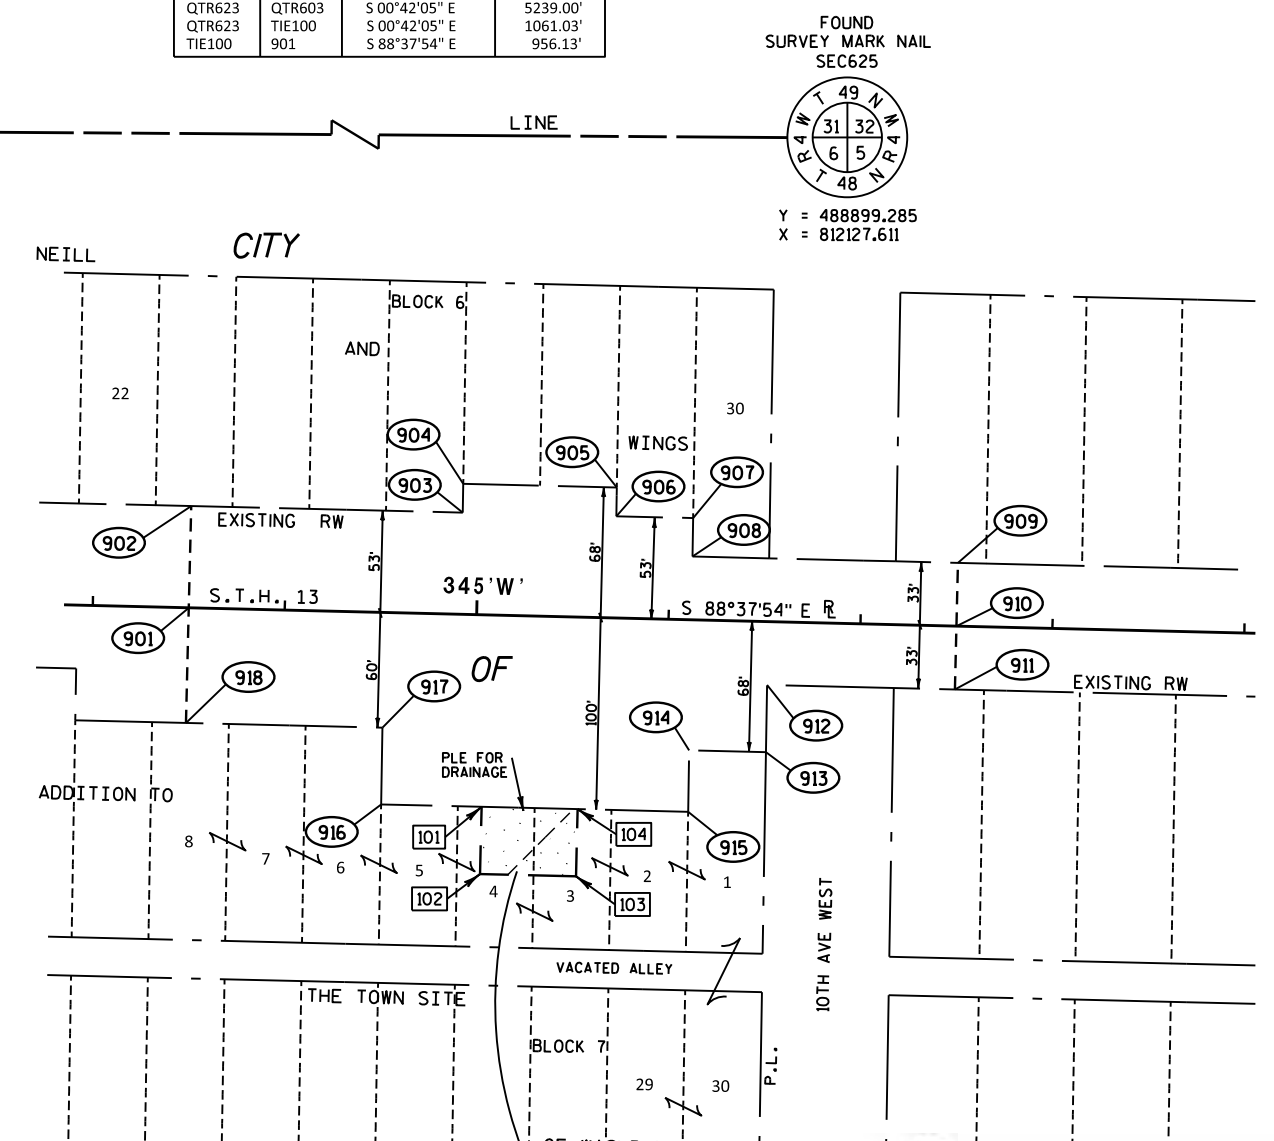 QTR623 QTR603 S 00°42'05" E 5239.00'
QTR623 TIE100 S 00°42'05" E 1061.03'
TIE100 901 S 88°37'54" E 956.13'
FOUND
SURVEY MARK NAIL
SEC625
LINE
T 49 N
R 4 W
R 4 W
T 48 N
31 32
6 5
Y = 488899.285
X = 812127.611
NEILL
CITY
BLOCK 6
AND
22
30
904
905
WINGS
903
906
907
902
EXISTING RW
908
909
53'
68'
53'
33'
345'W'
S.T.H. 13
S 88°37'54" E
910
901
918
917
OF
60'
100'
68'
33'
911
EXISTING RW
914
912
913
PLE FOR
DRAINAGE
ADDITION TO
916
101
104
915
8
7
6
5
2
1
102
4
3
103
10TH AVE WEST
VACATED ALLEY
THE TOWN SITE
BLOCK 7
P.L.
29
30